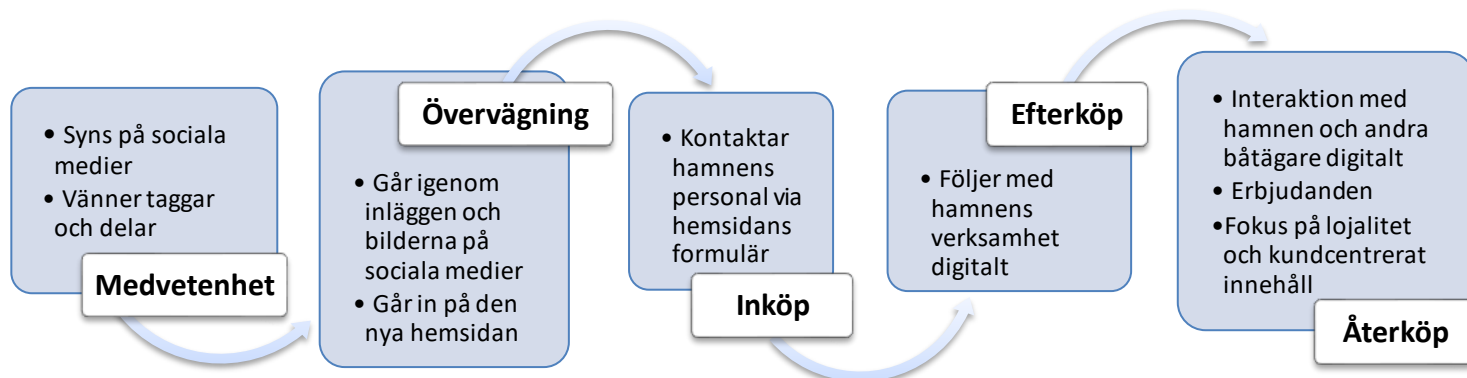 • Syns på sociala
medier
• Vänner taggar
och delar
Medvetenhet
Övervägning
• Går igenom
inläggen och
bilderna på
sociala medier
• Går in på den
nya hemsidan
• Kontaktar
hamnens
personal via
hemsidans
formulär
Inköp
Efterköp
• Följer med
hamnens
verksamhet
digitalt
• Interaktion med
hamnen och andra
båtägare digitalt
• Erbjudanden
•Fokus på lojalitet
och kundcentrerat
innehåll
Återköp